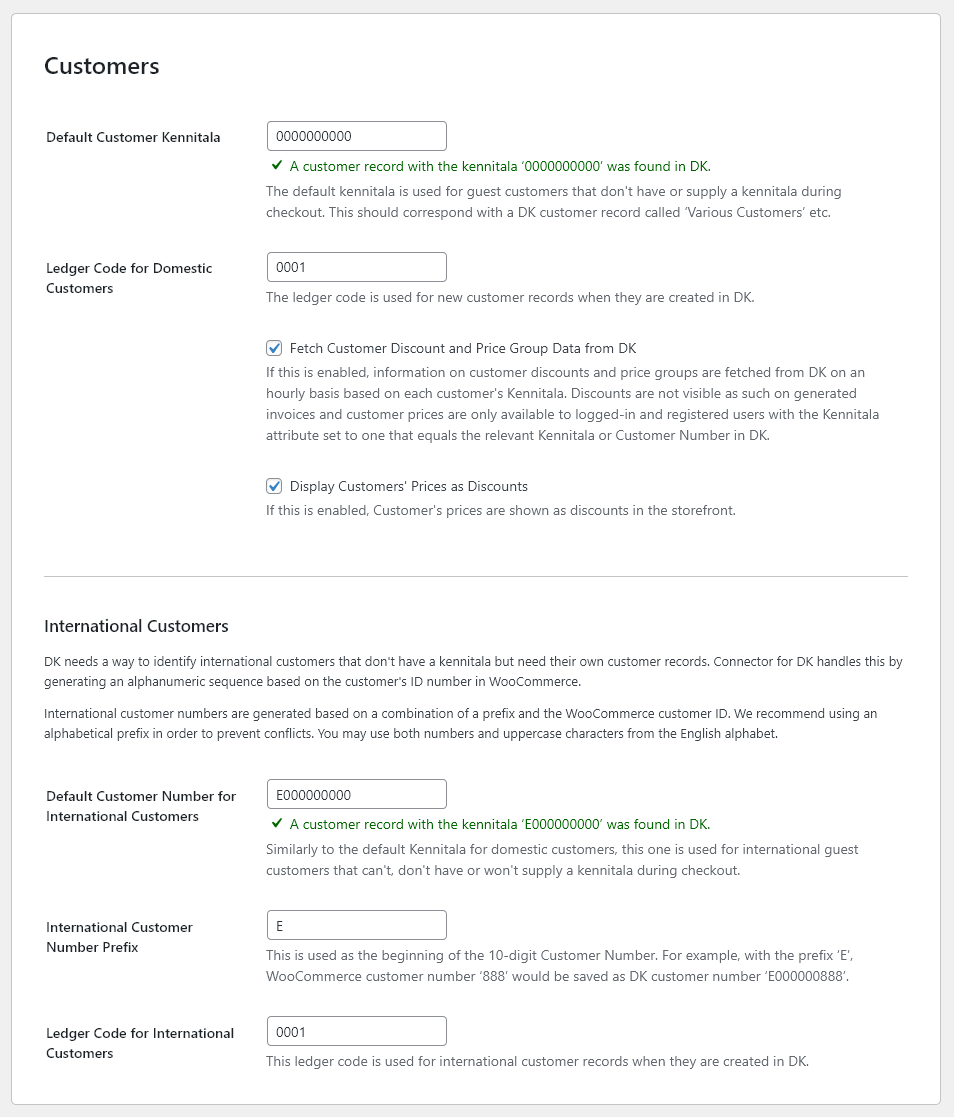 Customers
Default Customer Kennitala
0000000000
A customer record with the kennitala ‘0000000000’ was found in DK.
The default kennitala is used for guest customers that don't have or supply a kennitala during
checkout. This should correspond with a DK customer record called ‘Various Customers’ etc.
Ledger Code for Domestic
Customers
0001
The ledger code is used for new customer records when they are created in DK.
Fetch Customer Discount and Price Group Data from DK
If this is enabled, information on customer discounts and price groups are fetched from DK on an
hourly basis based on each customer's Kennitala. Discounts are not visible as such on generated
invoices and customer prices are only available to logged-in and registered users with the Kennitala
attribute set to one that equals the relevant Kennitala or Customer Number in DK.
Display Customers' Prices as Discounts
If this is enabled, Customer's prices are shown as discounts in the storefront.
International Customers
DK needs a way to identify international customers that don't have a kennitala but need their own customer records. Connector for DK handles this by
generating an alphanumeric sequence based on the customer's ID number in WooCommerce.
International customer numbers are generated based on a combination of a prefix and the WooCommerce customer ID. We recommend using an
alphabetical prefix in order to prevent conflicts. You may use both numbers and uppercase characters from the English alphabet.
Default Customer Number for
International Customers
E000000000
A customer record with the kennitala ‘E000000000’ was found in DK.
Similarly to the default Kennitala for domestic customers, this one is used for international guest
customers that can't, don't have or won't supply a kennitala during checkout.
International Customer
Number Prefix
E
This is used as the beginning of the 10-digit Customer Number. For example, with the prefix ‘E’,
WooCommerce customer number ‘888’ would be saved as DK customer number ‘E000000888’.
Ledger Code for International
Customers
0001
This ledger code is used for international customer records when they are created in DK.